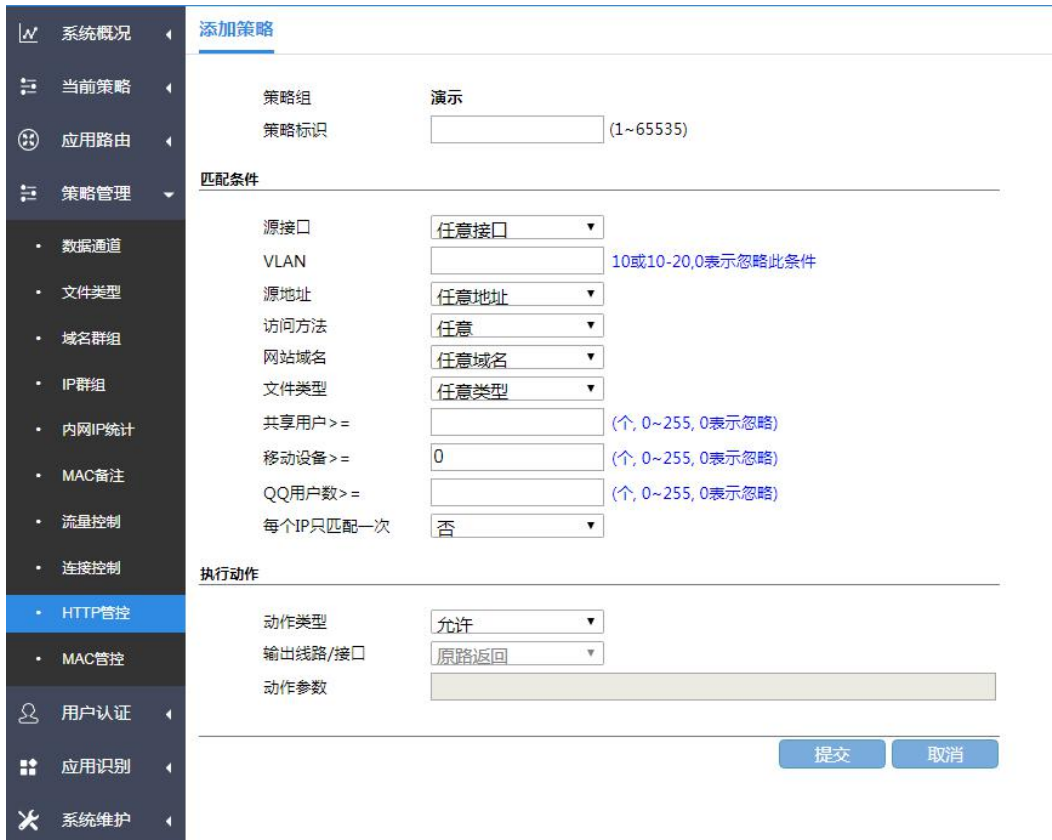 系统概况
当前策略
应用路由
策略管理
数据通道
文件类型
域名群组
IP群组
内网IP统计
MAC备注
流量控制
连接控制
HTTP管控
MAC管控
用户认证
应用识别
系统维护
添加策略
策略组 演示
策略标识 (1~65535)
匹配条件
源接口 任意接口
VLAN 10或10-20,0表示忽略此条件
源地址 任意地址
访问方法 任意
网站域名 任意域名
文件类型 任意类型
共享用户>= (个, 0~255, 0表示忽略)
移动设备>= 0 (个, 0~255, 0表示忽略)
QQ用户数>= (个, 0~255, 0表示忽略)
每个IP只匹配一次 否
执行动作
动作类型 允许
输出线路/接口 原路返回
动作参数
提交 取消